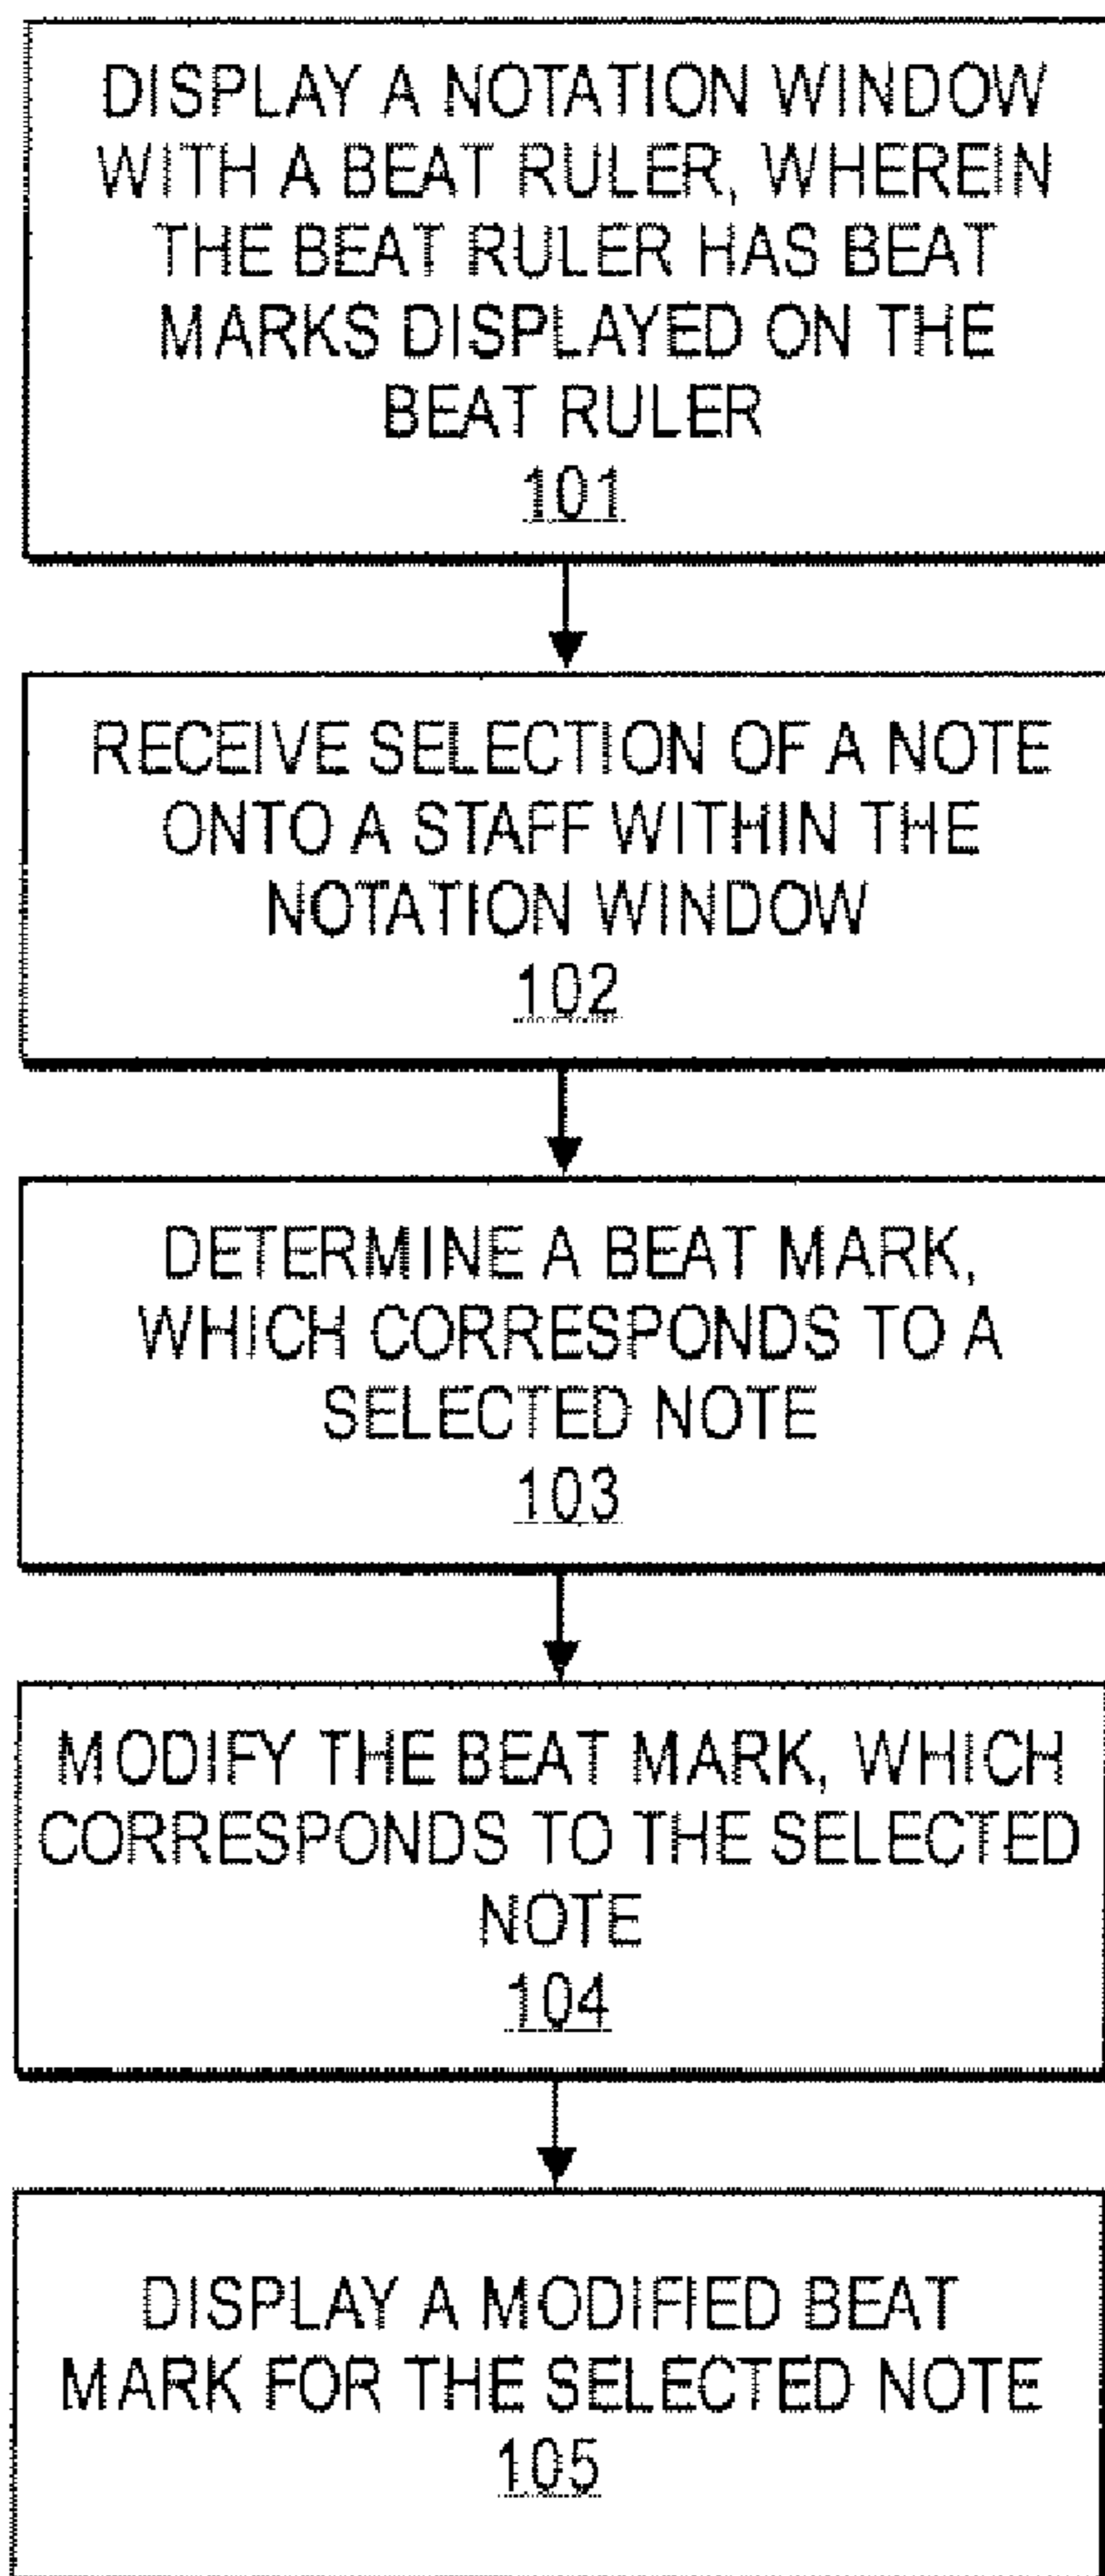 DISPLAY A NOTATION WINDOW
WITH A BEAT RULER, WHEREIN
THE BEAT RULER HAS BEAT
MARKS DISPLAYED ON THE
BEAT RULER
101
RECEIVE SELECTION OF A NOTE
ONTO A STAFF WITHIN THE
NOTATION WINDOW
102
DETERMINE A BEAT MARK,
WHICH CORRESPONDS TO A
SELECTED NOTE
103
MODIFY THE BEAT MARK, WHICH
CORRESPONDS TO THE SELECTED
NOTE
104
DISPLAY A MODIFIED BEAT
MARK FOR THE SELECTED NOTE
105